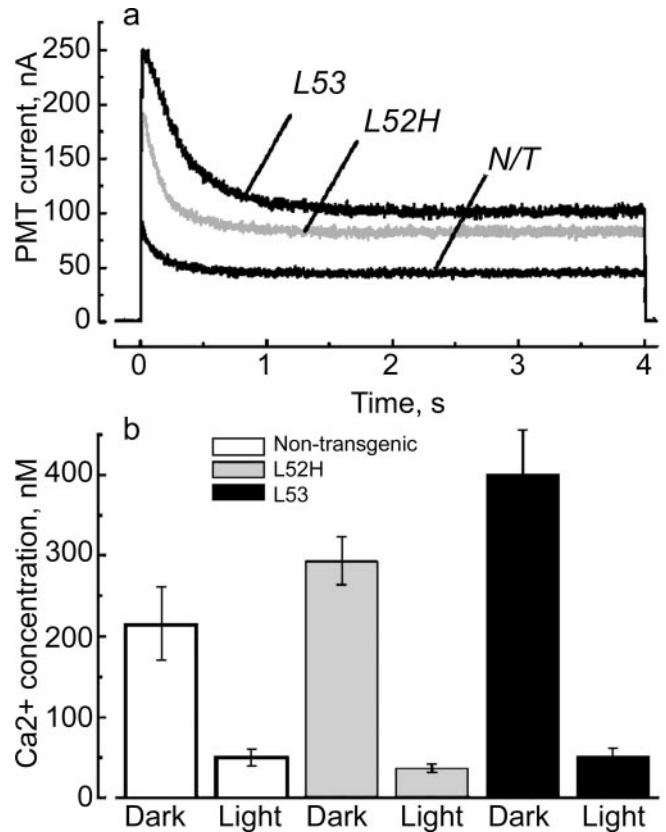 a
PMT current, nA
250
200
150
100
50
0
L53
L52H
N/T
0 1 2 3 4
Time, s
b
Ca2+ concentration, nM
400
300
200
100
0
Non-transgenic
L52H
L53
Dark Light Dark Light Dark Light